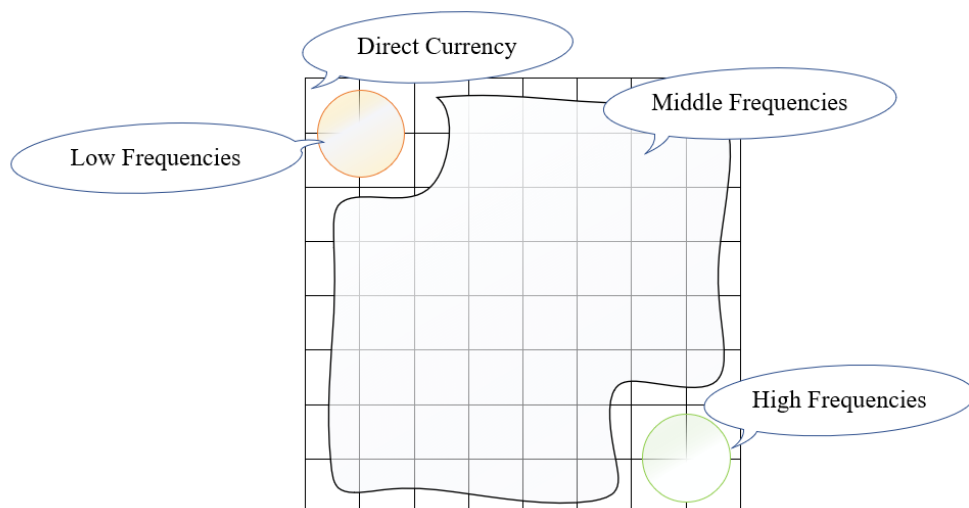 Direct Currency
Middle Frequencies
Low Frequencies
High Frequencies